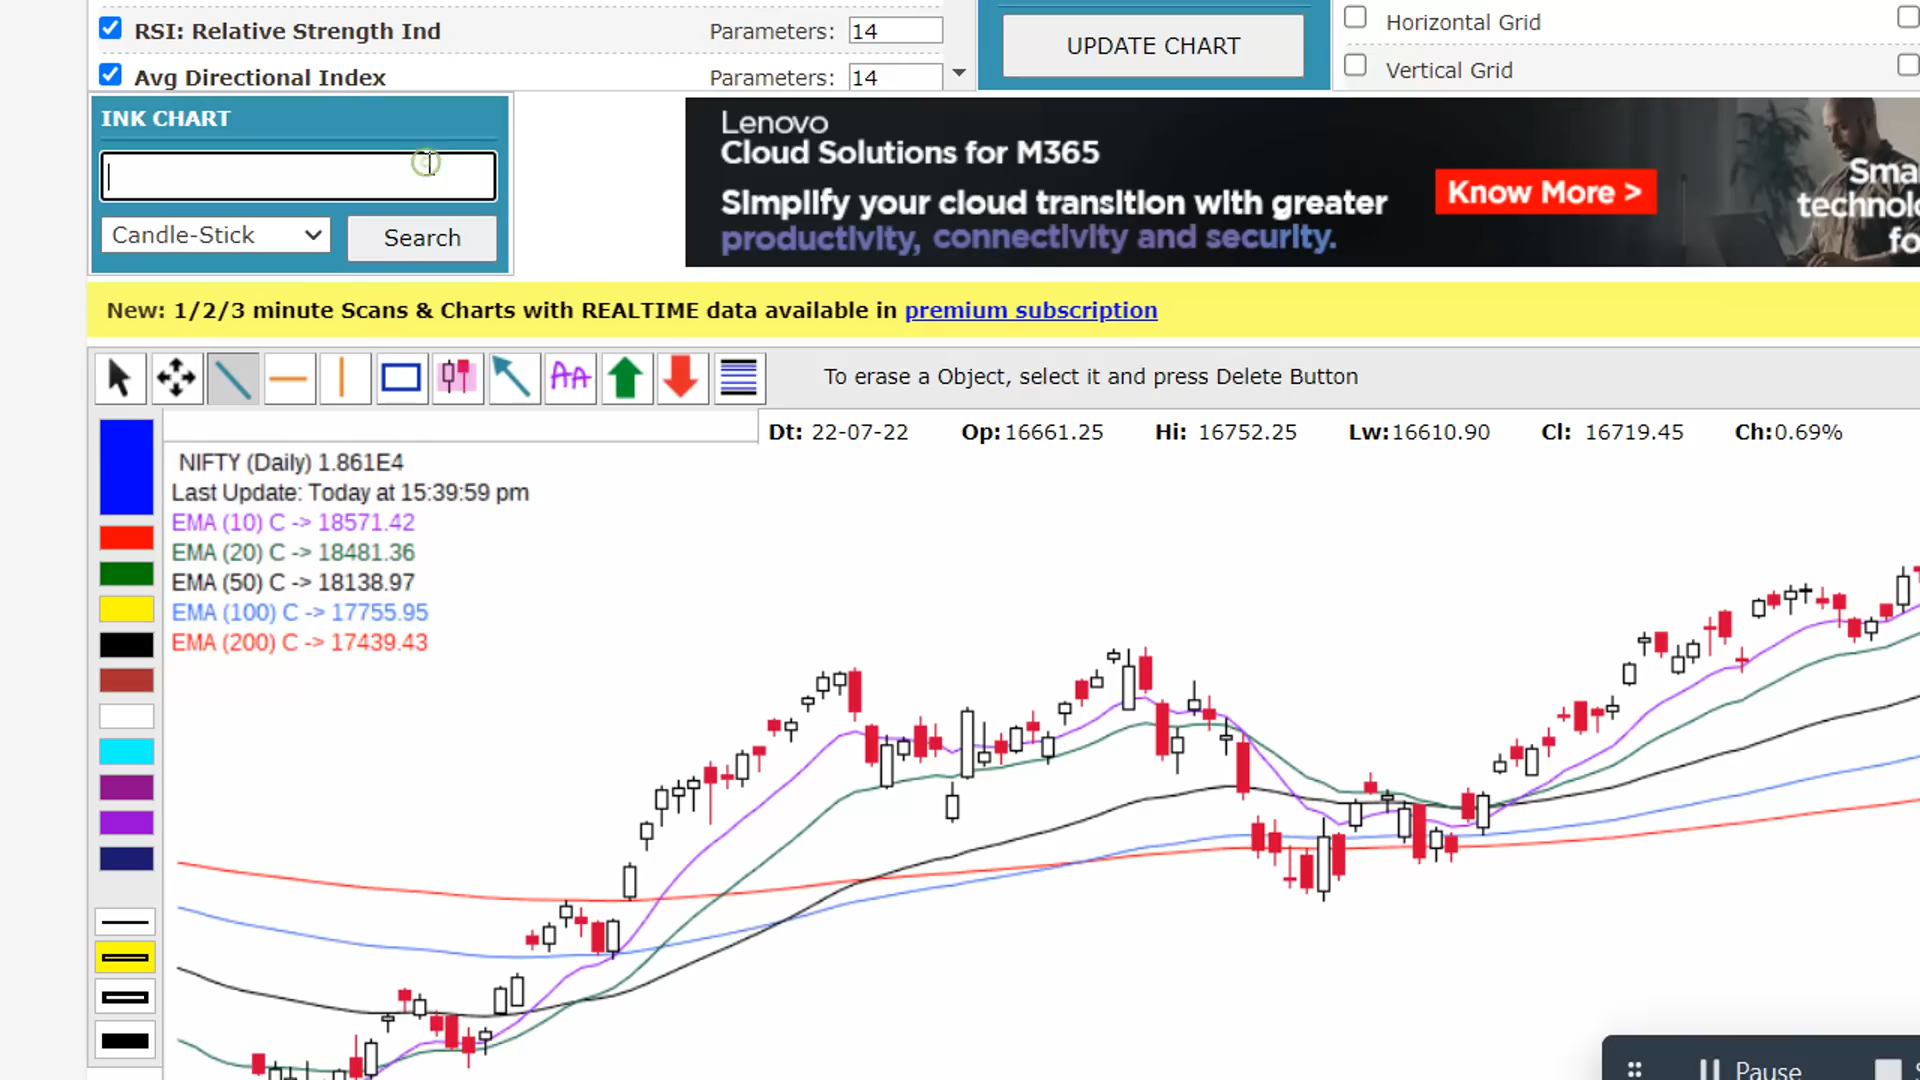 RSI: Relative Strength Ind Parameters: 14
Avg Directional Index Parameters: 14
UPDATE CHART
Horizontal Grid
Vertical Grid
INK CHART
Candle-Stick
Search
Lenovo
Cloud Solutions for M365
Simplify your cloud transition with greater
productivity, connectivity and security.
Know More >
New: 1/2/3 minute Scans & Charts with REALTIME data available in premium subscription
AA
To erase a Object, select it and press Delete Button
Dt: 22-07-22 Op:16661.25 Hi: 16752.25 Lw:16610.90 Cl: 16719.45 Ch:0.69%
NIFTY (Daily) 1.861E4
Last Update: Today at 15:39:59 pm
EMA (10) C -> 18571.42
EMA (20) C -> 18481.36
EMA (50) C -> 18138.97
EMA (100) C -> 17755.95
EMA (200) C -> 17439.43
Pause